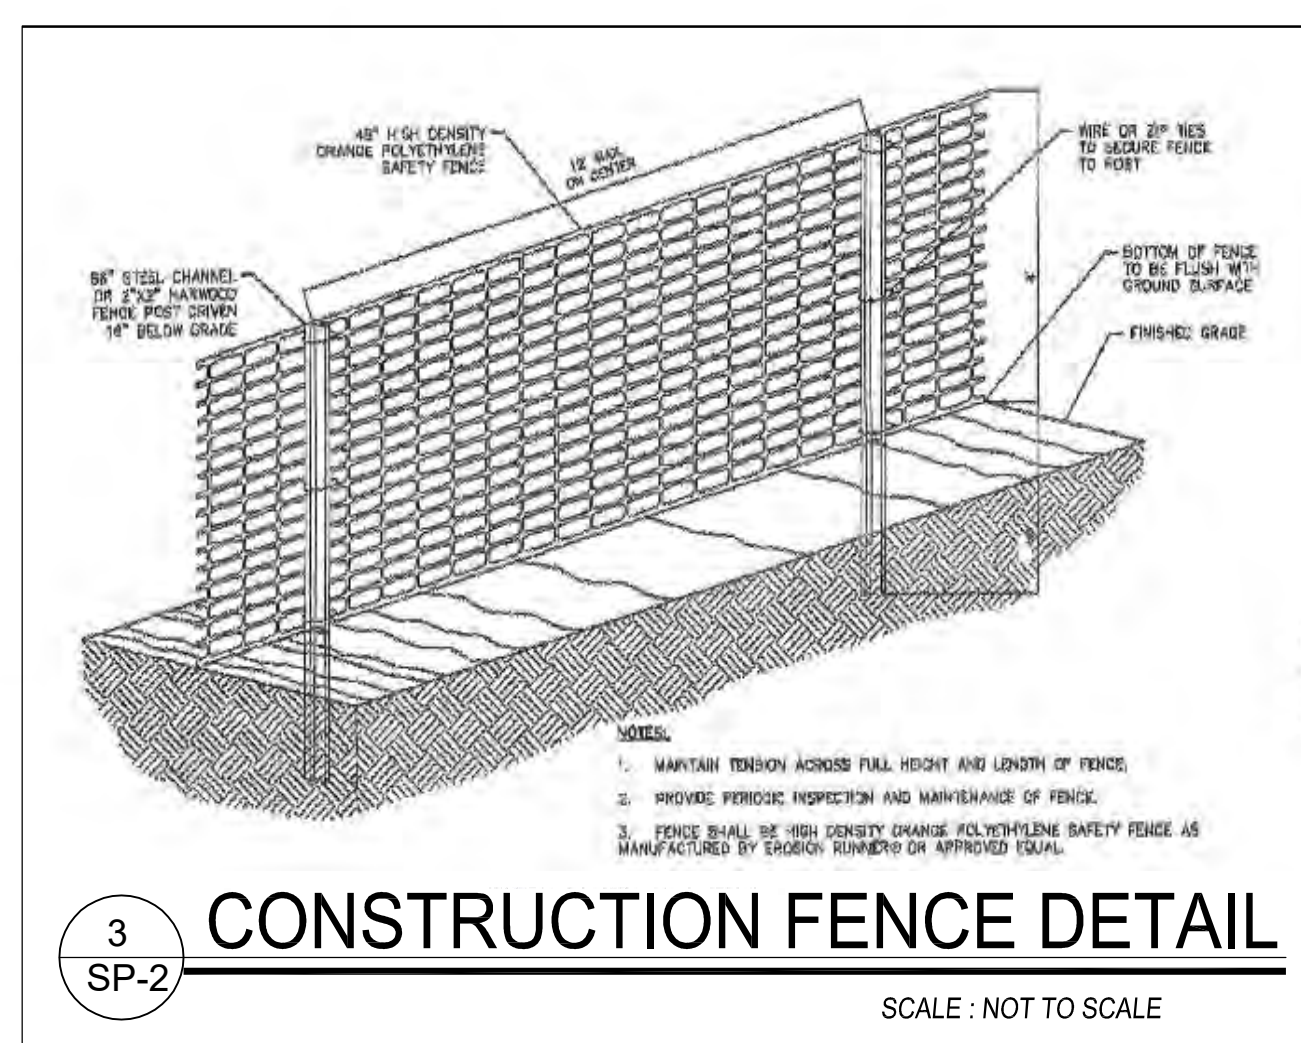 48" HIGH DENSITY
ORANGE POLYETHYLENE
SAFETY FENCE
12' MAX
ON CENTER
WIRE OR ZIP TIES
TO SECURE FENCE
TO POST
STEEL CHANNEL
OR 2"X2" HARWOOD
FENCE POST DRIVEN
BELOW GRADE
BOTTOM OF FENCE
TO BE FLUSH WITH
GROUND SURFACE
FINISHED GRADE
NOTES:
1. MAINTAIN TENSION ACROSS FULL HEIGHT AND LENGTH OF FENCE.
2. PROVIDE PERIODIC INSPECTION AND MAINTENANCE OF FENCE.
3. FENCE SHALL BE HIGH DENSITY ORANGE POLYETHYLENE SAFETY FENCE AS
MANUFACTURED BY EROSION RUNNER® OR APPROVED EQUAL.
3
SP-2
CONSTRUCTION FENCE DETAIL
SCALE : NOT TO SCALE